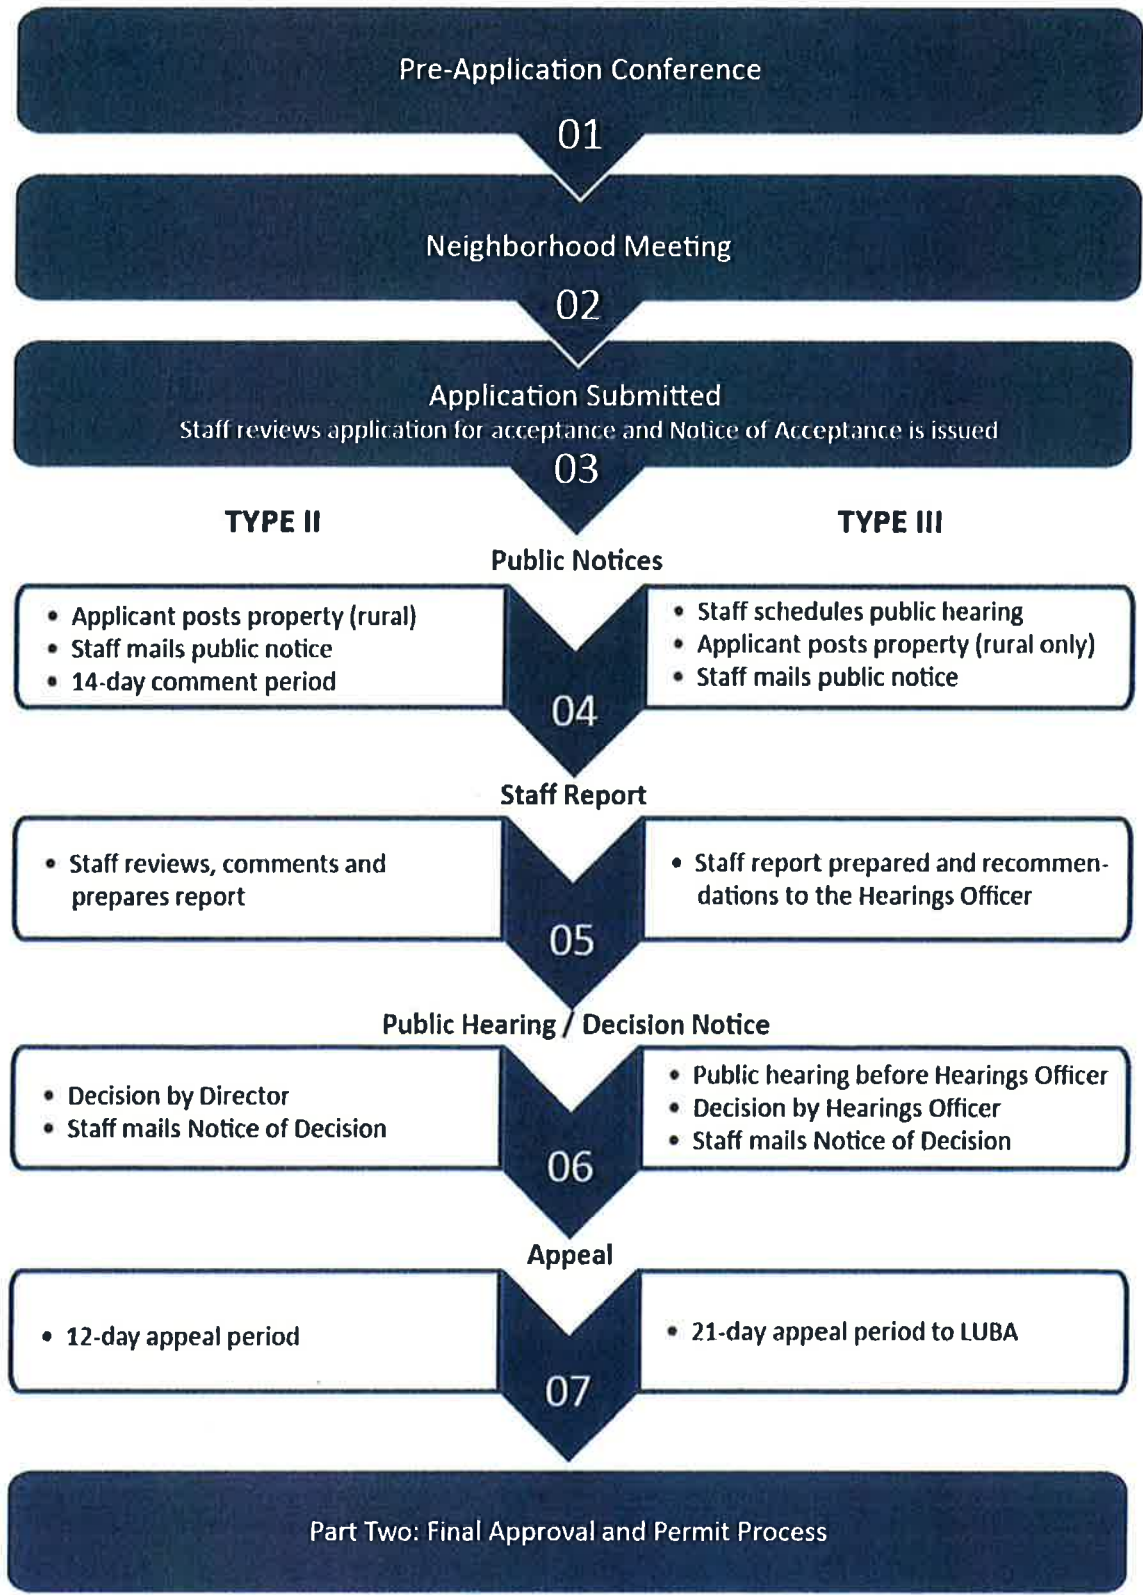 Pre-Application Conference
01
Neighborhood Meeting
02
Application Submitted
Staff reviews application for acceptance and Notice of Acceptance is issued
03
TYPE II
TYPE III
Public Notices
• Applicant posts property (rural)
• Staff mails public notice
• 14-day comment period
04
• Staff schedules public hearing
• Applicant posts property (rural only)
• Staff mails public notice
Staff Report
• Staff reviews, comments and
prepares report
05
• Staff report prepared and recommen-
dations to the Hearings Officer
Public Hearing / Decision Notice
• Decision by Director
• Staff mails Notice of Decision
06
• Public hearing before Hearings Officer
• Decision by Hearings Officer
• Staff mails Notice of Decision
Appeal
• 12-day appeal period
07
• 21-day appeal period to LUBA
Part Two: Final Approval and Permit Process